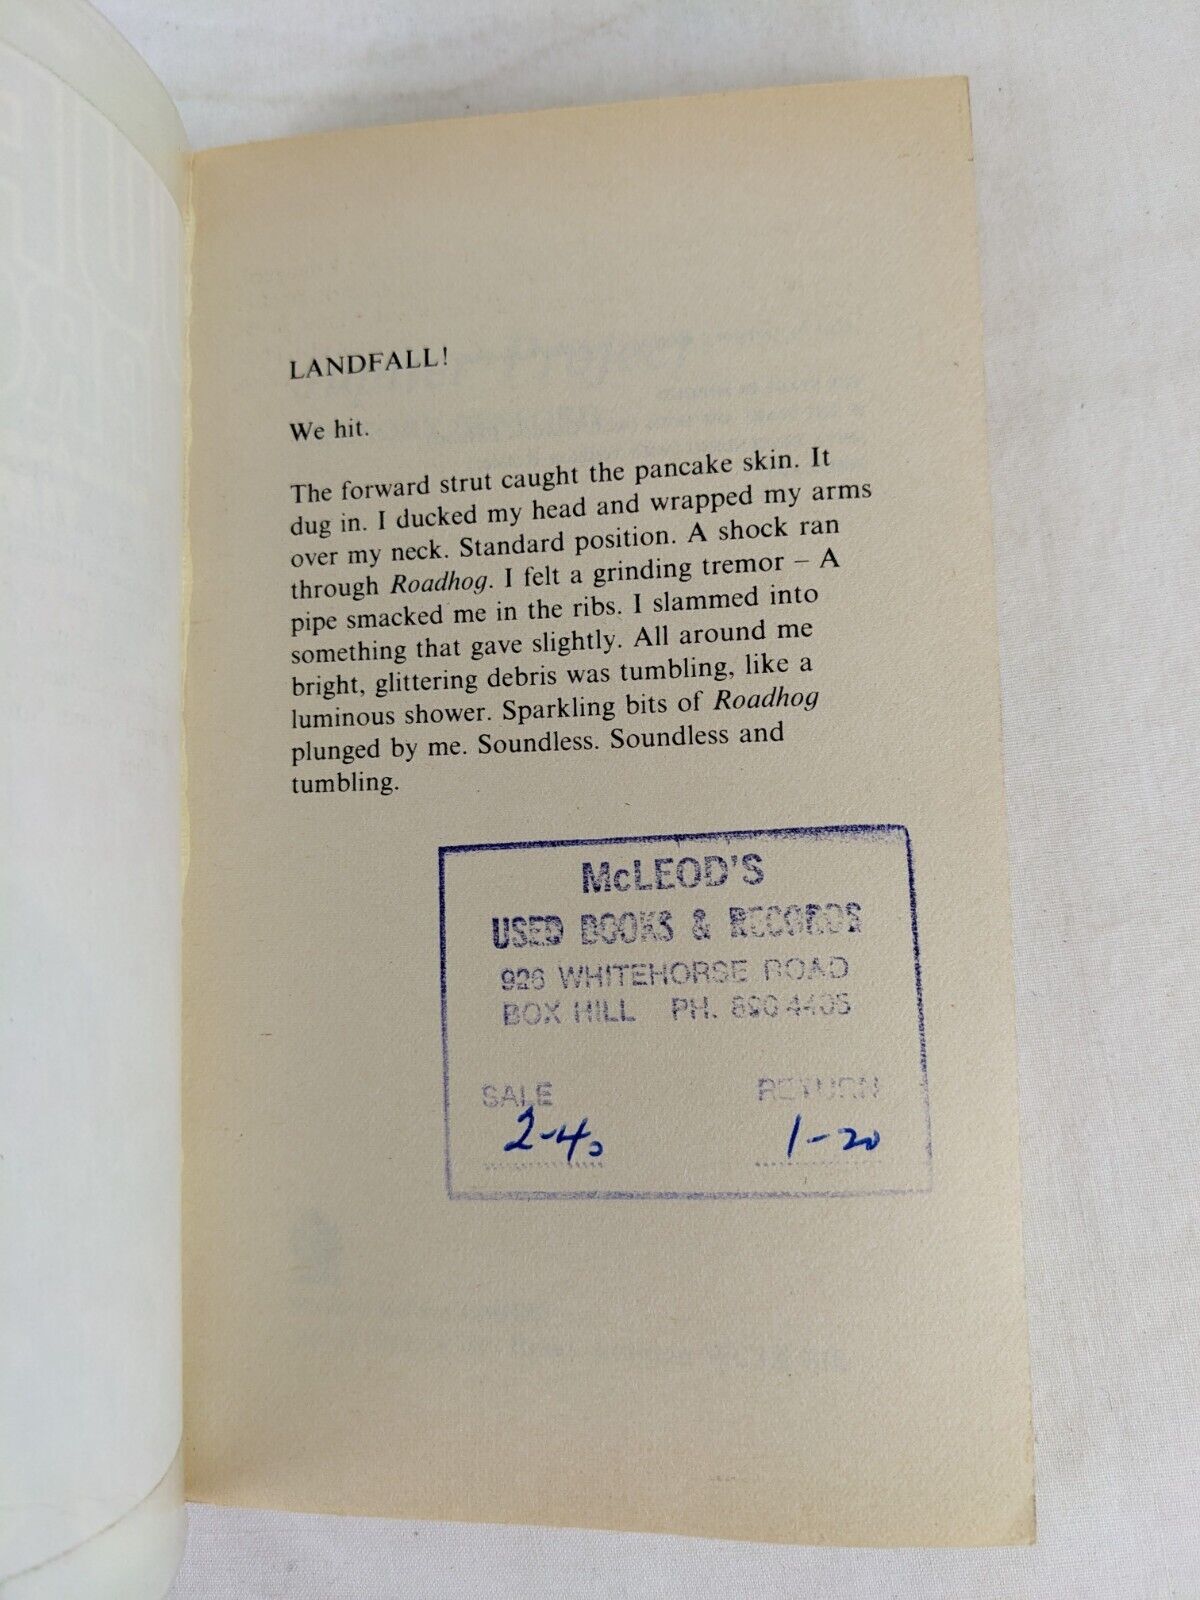 LANDFALL!
We hit.
The forward strut caught the pancake skin. It
dug in. I ducked my head and wrapped my arms
over my neck. Standard position. A shock ran
through Roadhog. I felt a grinding tremor – A
pipe smacked me in the ribs. I slammed into
something that gave slightly. All around me
bright, glittering debris was tumbling, like a
luminous shower. Sparkling bits of Roadhog
plunged by me. Soundless. Soundless and
tumbling.
McLEOD'S
USED BOOKS & RECORDS
926 WHITEHORSE ROAD
BOX HILL PH. 890 4405
SALE RETURN
2-40 1-20